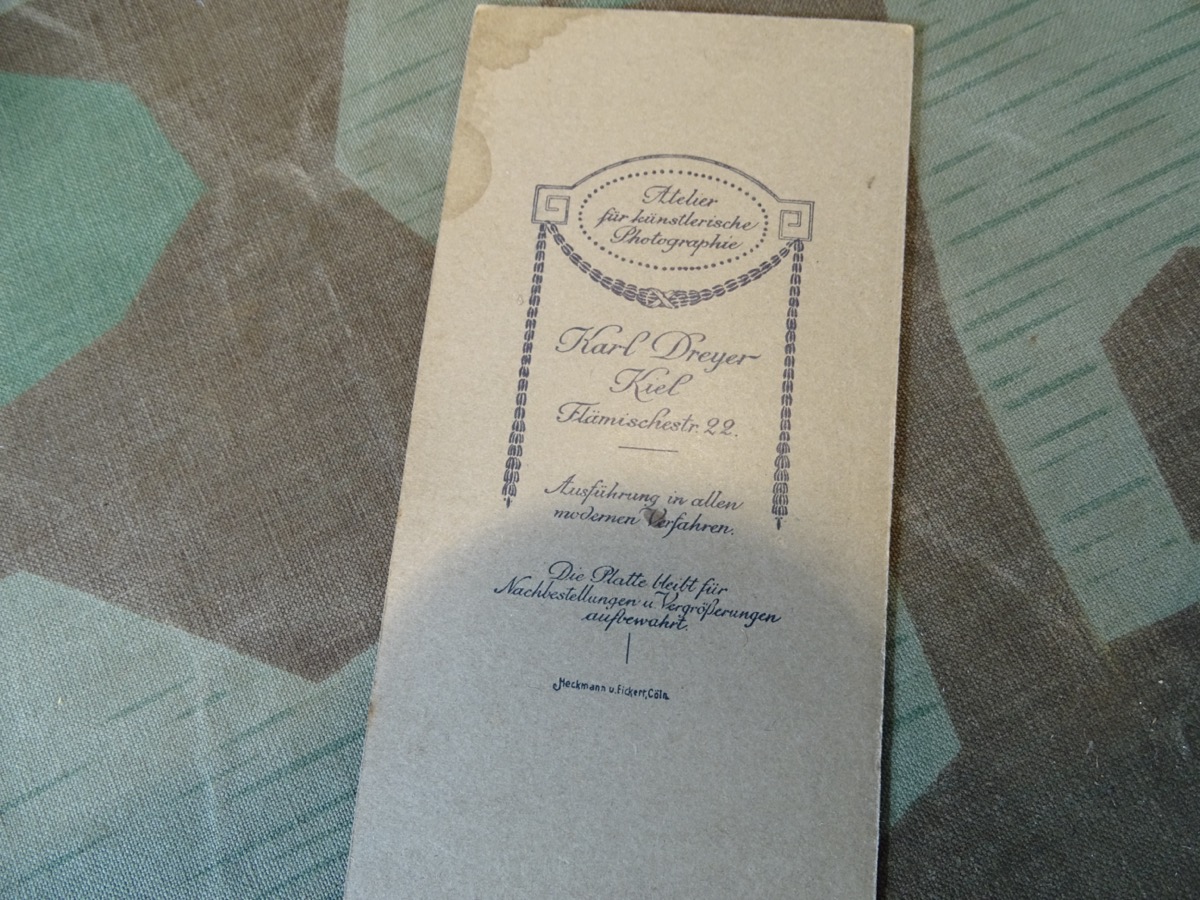 Atelier
für künstlerische
Photographie
Karl Dreyer
Kiel
Flämischestr. 22.
Ausführung in allen
modernen Verfahren.
Die Platte bleibt für
Nachbestellungen u. Vergrößerungen
aufbewahrt.
Heckmann u. Fickert, Cöln